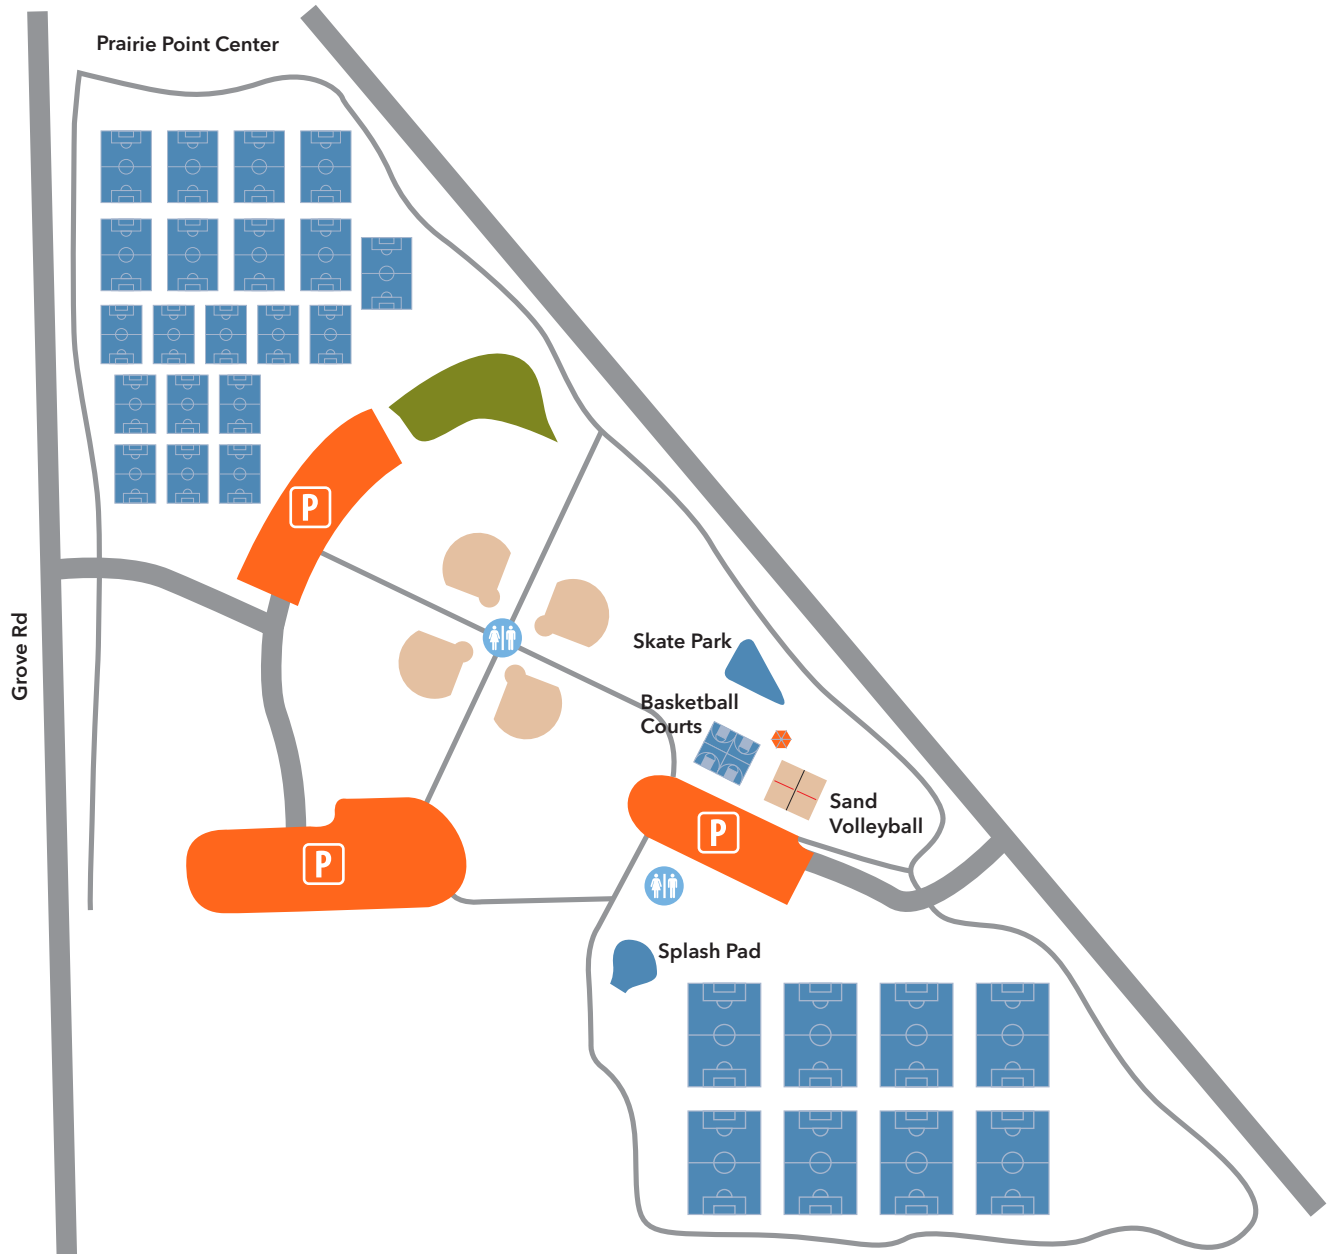 Prairie Point Center
Grove Rd
P
Skate Park
Basketball
Courts
Sand
Volleyball
P
P
Splash Pad